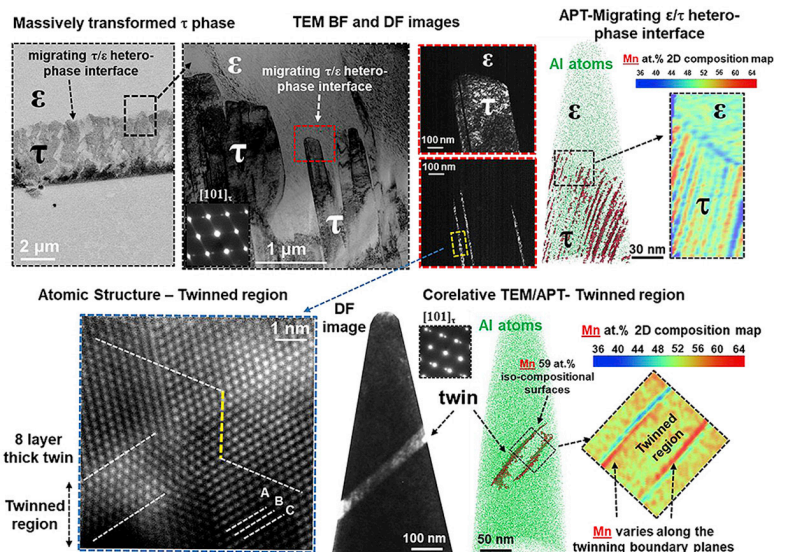 Massively transformed τ phase
TEM BF and DF images
APT-Migrating ε/τ hetero-
phase interface
migrating τ/ε hetero-
phase interface
ε
τ
2 µm
ε
migrating τ/ε hetero-
phase interface
τ
τ
[101]τ
1 µm
ε
τ
100 nm
100 nm
Al atoms
ε
τ
30 nm
Mn at.% 2D composition map
36 40 44 48 52 56 60 64
ε
τ
Atomic Structure – Twinned region
1 nm
8 layer
thick twin
Twinned
region
A
B
C
Corelative TEM/APT- Twinned region
DF
image
[101]τ
twin
100 nm
Al atoms
Mn 59 at.%
iso-compositional
surfaces
50 nm
Mn at.% 2D composition map
36 40 44 48 52 56 60 64
Twinned
region
Mn varies along the
twinning boundary planes